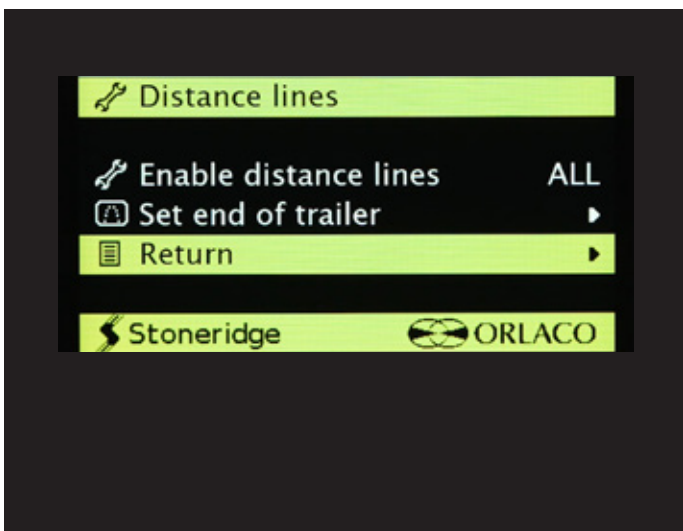 Distance lines
Enable distance lines ALL
Set end of trailer
Return
Stoneridge ORLACO